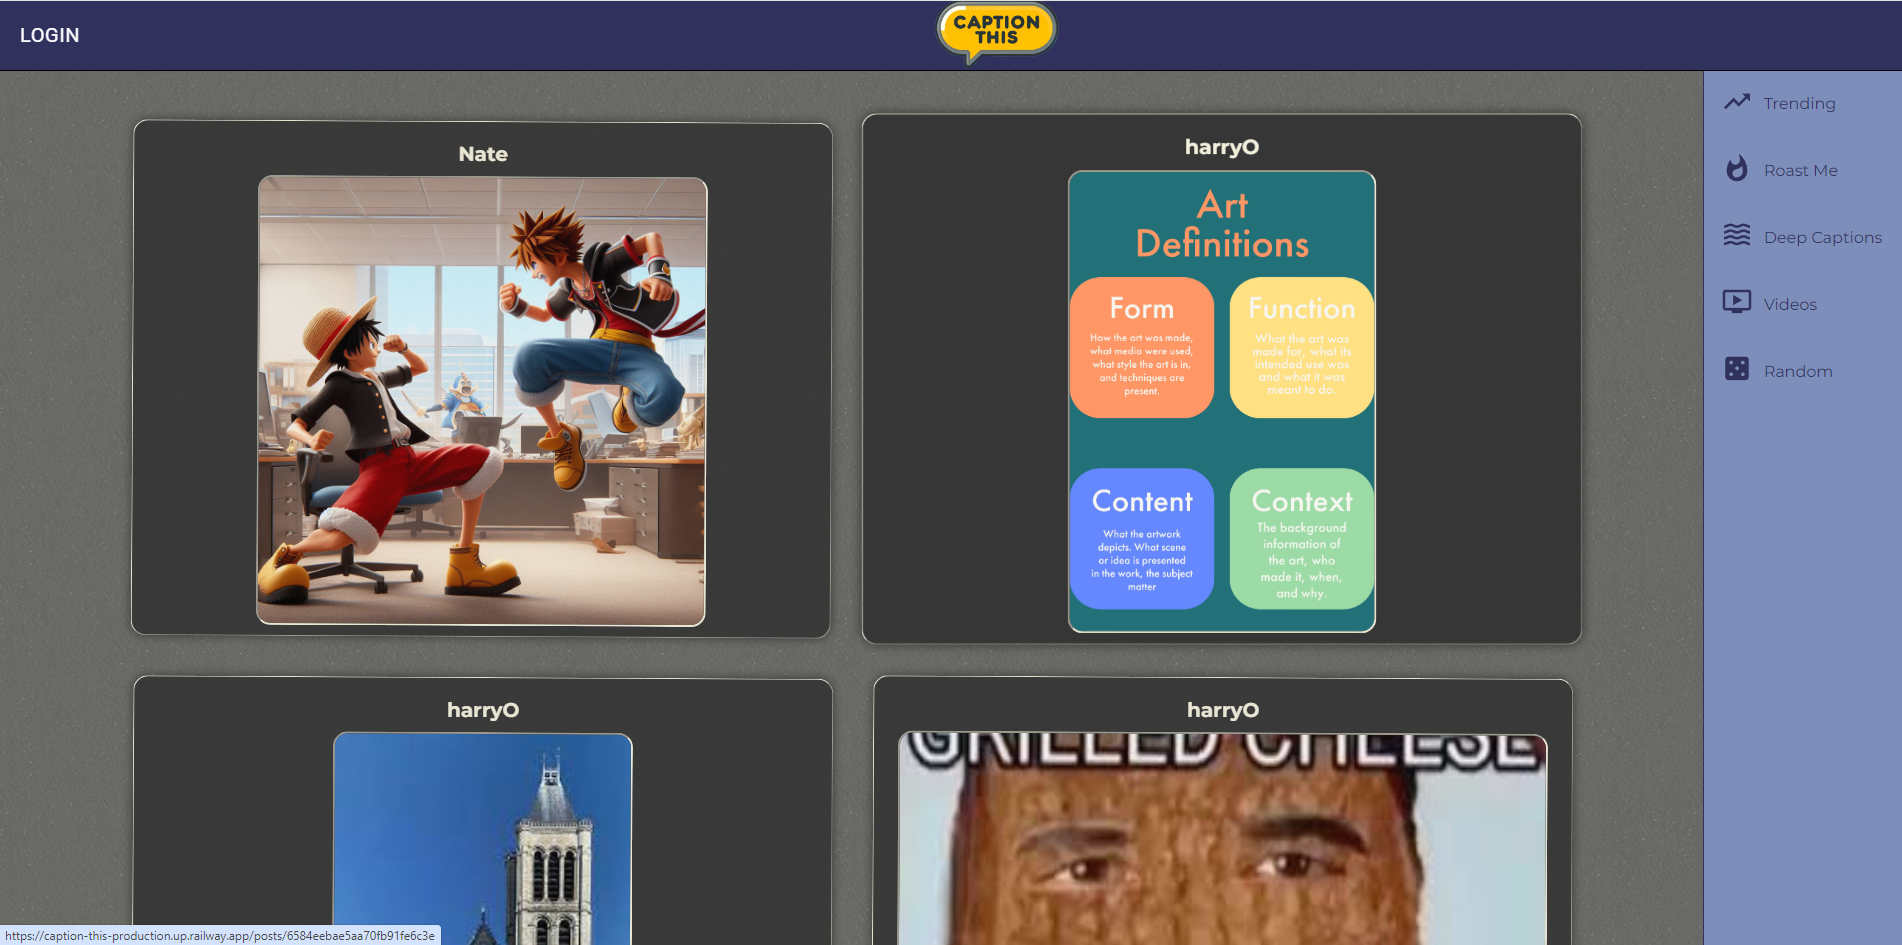 LOGIN
CAPTION
THIS
Trending
Roast Me
Deep Captions
Videos
Random
Nate
harryO
Art
Definitions
Form
How the art was made,
what media were used,
what style the art is in,
and techniques are
present.
Function
What the art was
made for, what its
intended use was
and what it was
meant to do.
Content
What the artwork
depicts. What scene
or idea is presented
in the work, the subject
matter
Context
The background
information of
the art, who
made it, when,
and why.
harryO
harryO
GRILLED CHEESE
https://caption-this-production.up.railway.app/posts/6584eebae5aa70fb91fe6c3e